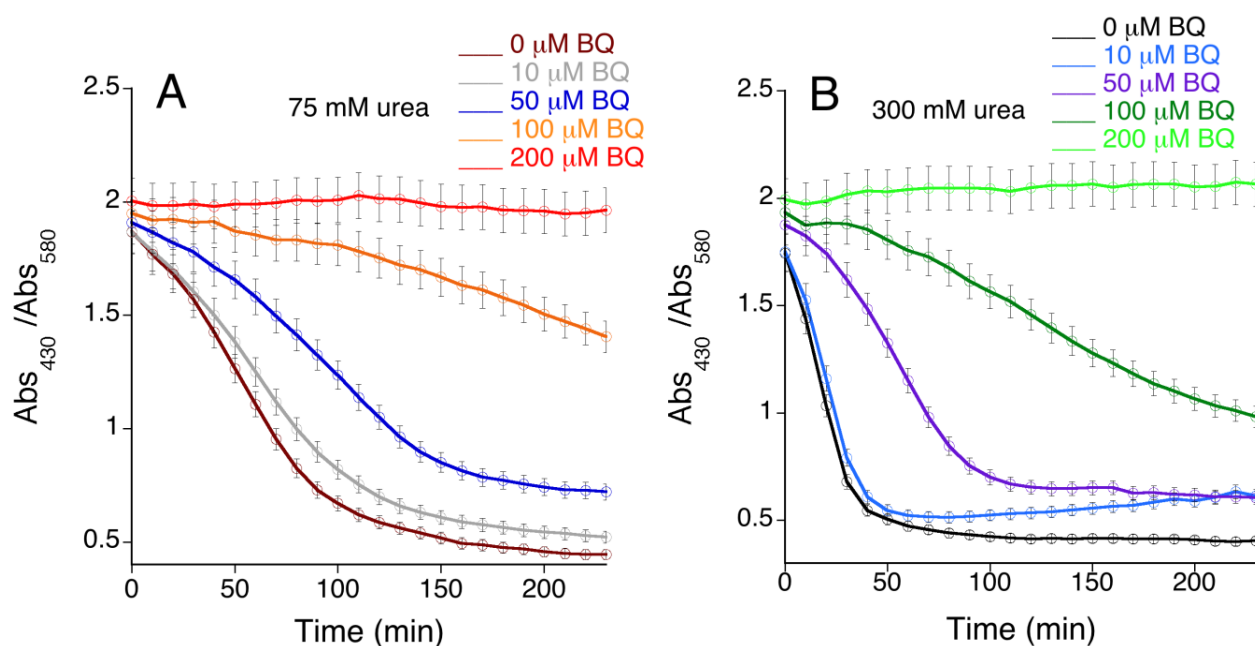 A
75 mM urea
0 μM BQ
10 μM BQ
50 μM BQ
100 μM BQ
200 μM BQ
2.5
2
1.5
1
0.5
Abs430 /Abs580
0
50
100
150
200
Time (min)
B
300 mM urea
0 μM BQ
10 μM BQ
50 μM BQ
100 μM BQ
200 μM BQ
2.5
2
1.5
1
0.5
Abs430 /Abs580
0
50
100
150
200
Time (min)